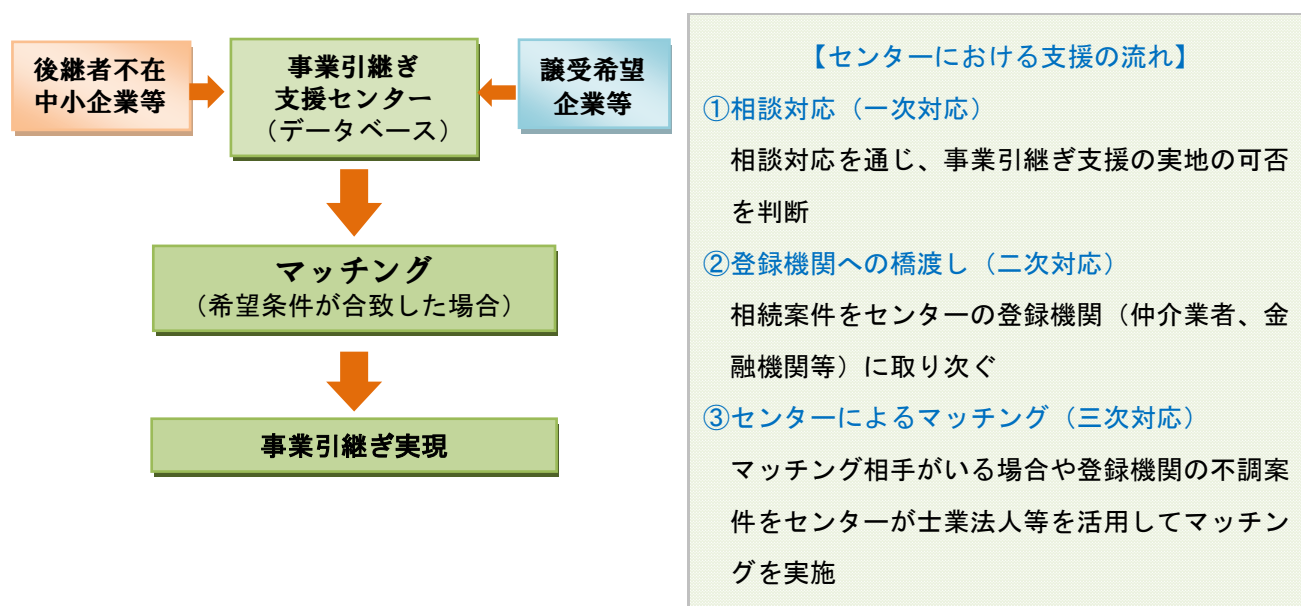 後継者不在
中小企業等
事業引継ぎ
支援センター
（データベース）
譲受希望
企業等
マッチング
（希望条件が合致した場合）
事業引継ぎ実現
【センターにおける支援の流れ】
①相談対応（一次対応）
相談対応を通じ、事業引継ぎ支援の実地の可否
を判断
②登録機関への橋渡し（二次対応）
相続案件をセンターの登録機関（仲介業者、金
融機関等）に取り次ぐ
③センターによるマッチング（三次対応）
マッチング相手がいる場合や登録機関の不調案
件をセンターが士業法人等を活用してマッチン
グを実施